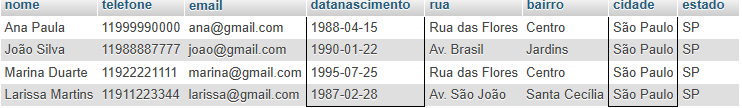 nome telefone email datanascimento rua bairro cidade estado
Ana Paula 11999990000 ana@gmail.com 1988-04-15 Rua das Flores Centro São Paulo SP
João Silva 11988887777 joao@gmail.com 1990-01-22 Av. Brasil Jardins São Paulo SP
Marina Duarte 11922221111 marina@gmail.com 1995-07-25 Rua das Flores Centro São Paulo SP
Larissa Martins 11911223344 larissa@gmail.com 1987-02-28 Av. São João Santa Cecília São Paulo SP